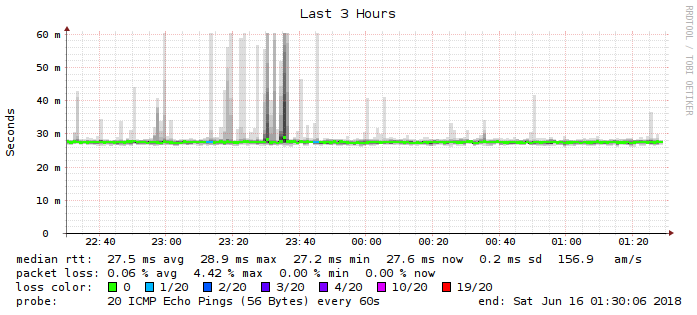 Last 3 Hours
RRDTOOL / TOBI OETIKER
Seconds
60 m
50 m
40 m
30 m
20 m
10 m
0
22:40 23:00 23:20 23:40 00:00 00:20 00:40 01:00 01:20
median rtt: 27.5 ms avg 28.9 ms max 27.2 ms min 27.6 ms now 0.2 ms sd 156.9 am/s
packet loss: 0.06 % avg 4.42 % max 0.00 % min 0.00 % now
loss color: 0 1/20 2/20 3/20 4/20 10/20 19/20
probe: 20 ICMP Echo Pings (56 Bytes) every 60s end: Sat Jun 16 01:30:06 2018